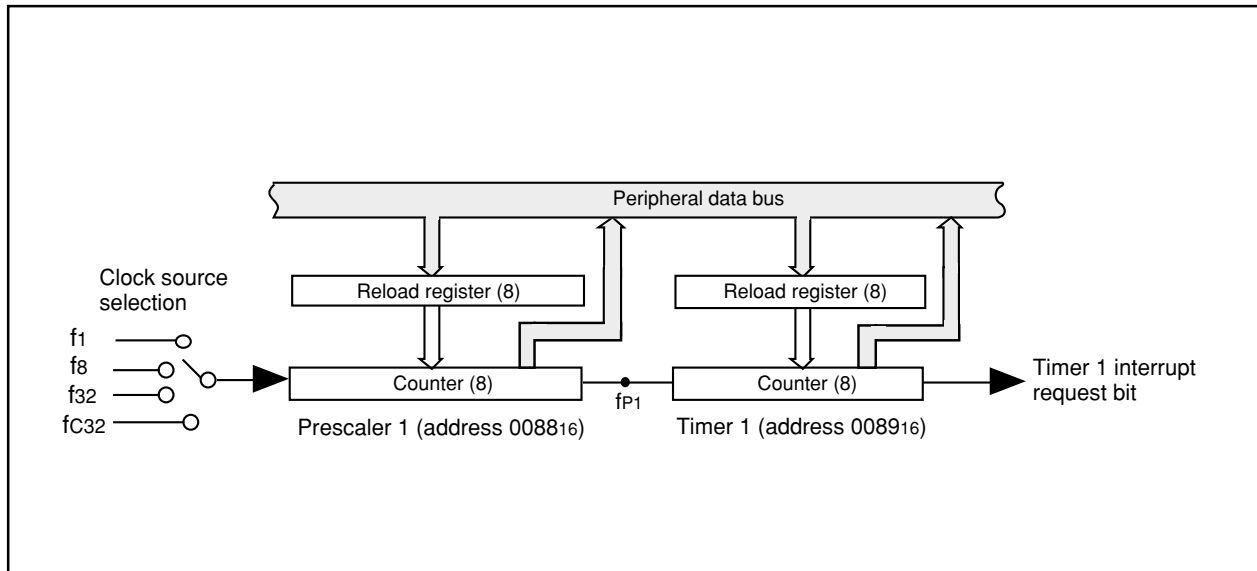 Peripheral data bus
Clock source
selection
Reload register (8)
Reload register (8)
f1
f8
f32
fC32
Counter (8)
fP1
Counter (8)
Timer 1 interrupt
request bit
Prescaler 1 (address 008816)
Timer 1 (address 008916)